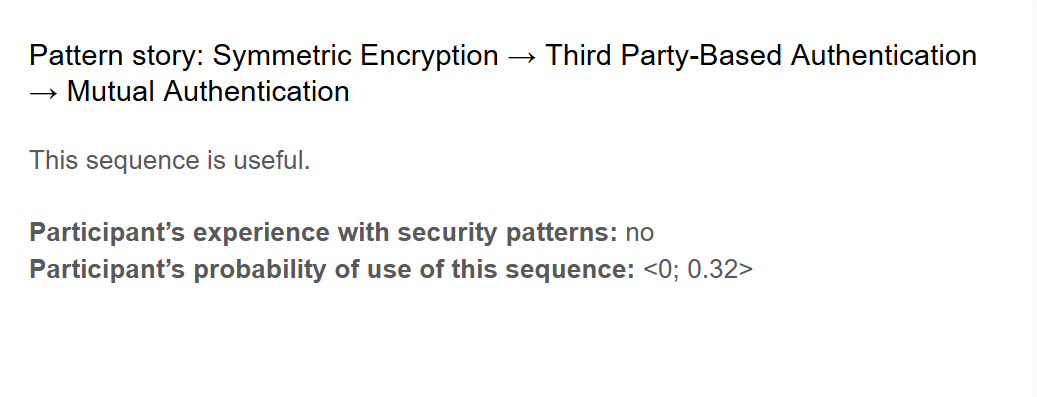 Pattern story: Symmetric Encryption → Third Party-Based Authentication
→ Mutual Authentication
This sequence is useful.
Participant’s experience with security patterns: no
Participant’s probability of use of this sequence: <0; 0.32>